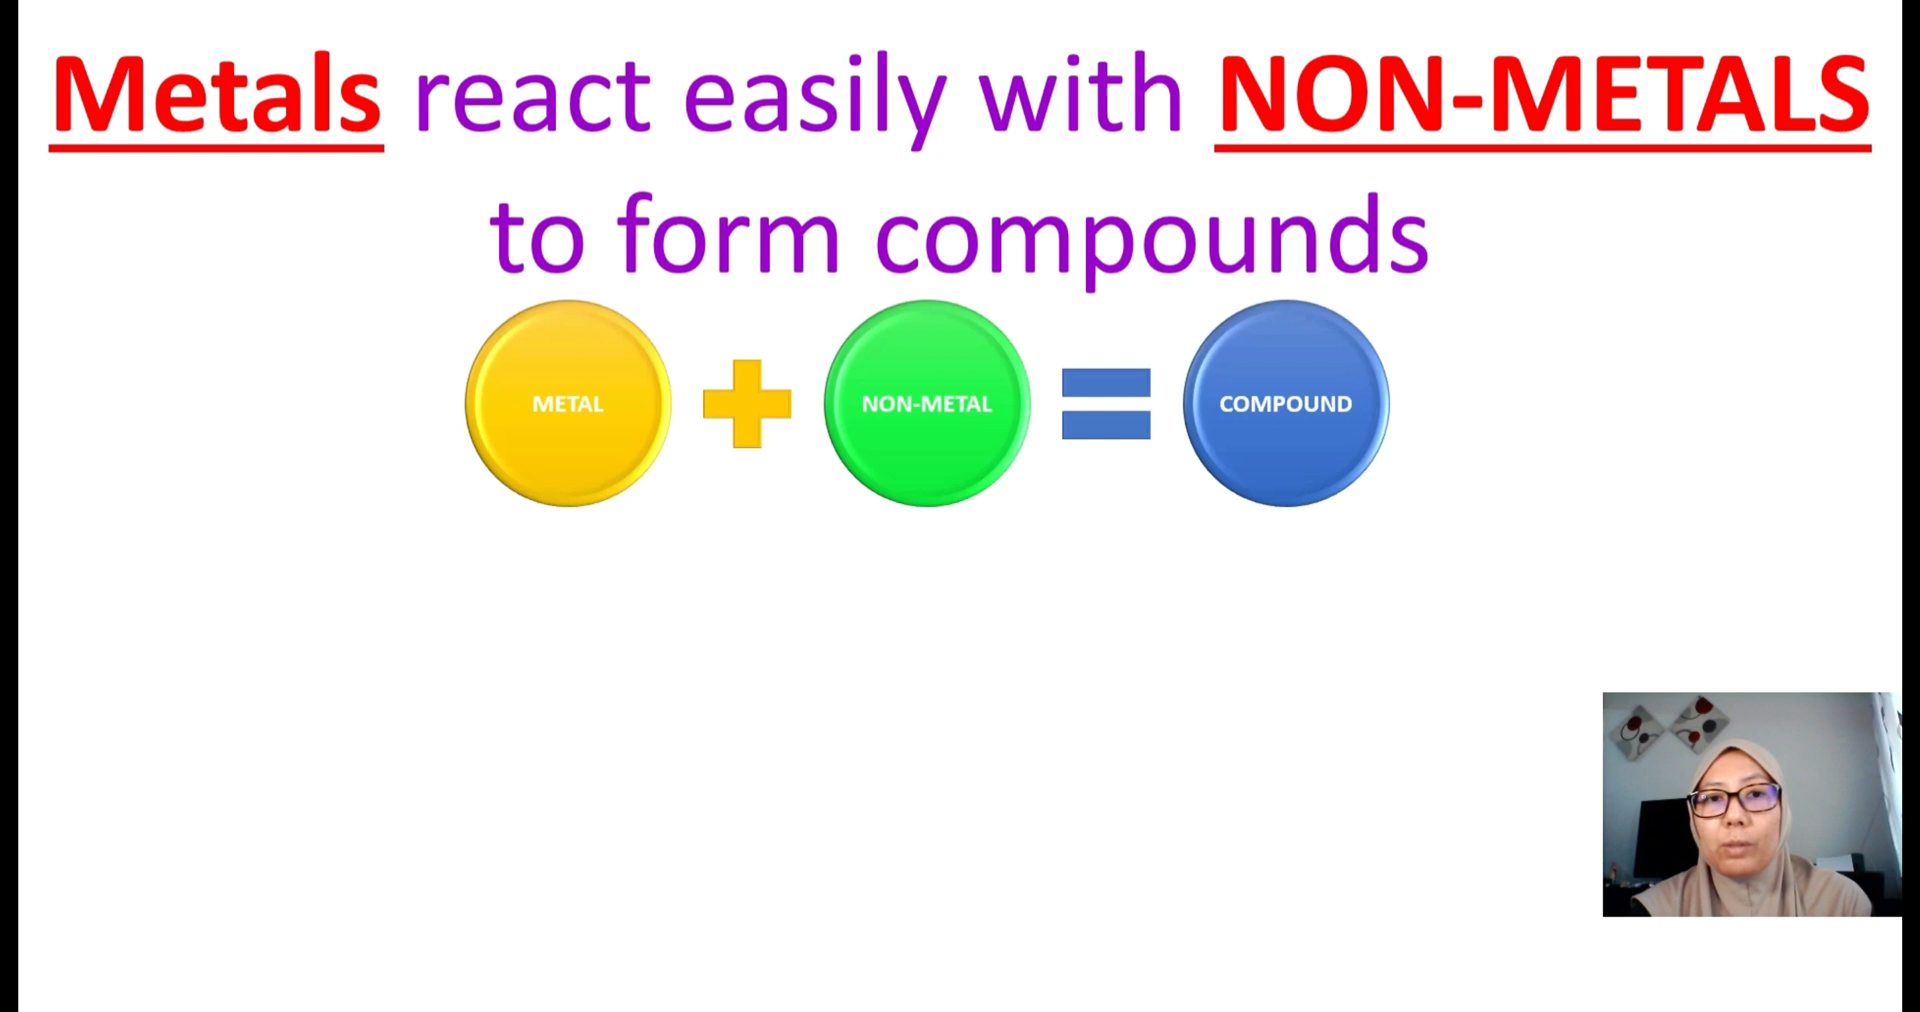 Metals react easily with NON-METALS
to form compounds
METAL
NON-METAL
COMPOUND